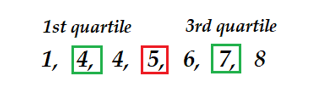 1st quartile 3rd quartile
1, 4, 4, 5, 6, 7, 8